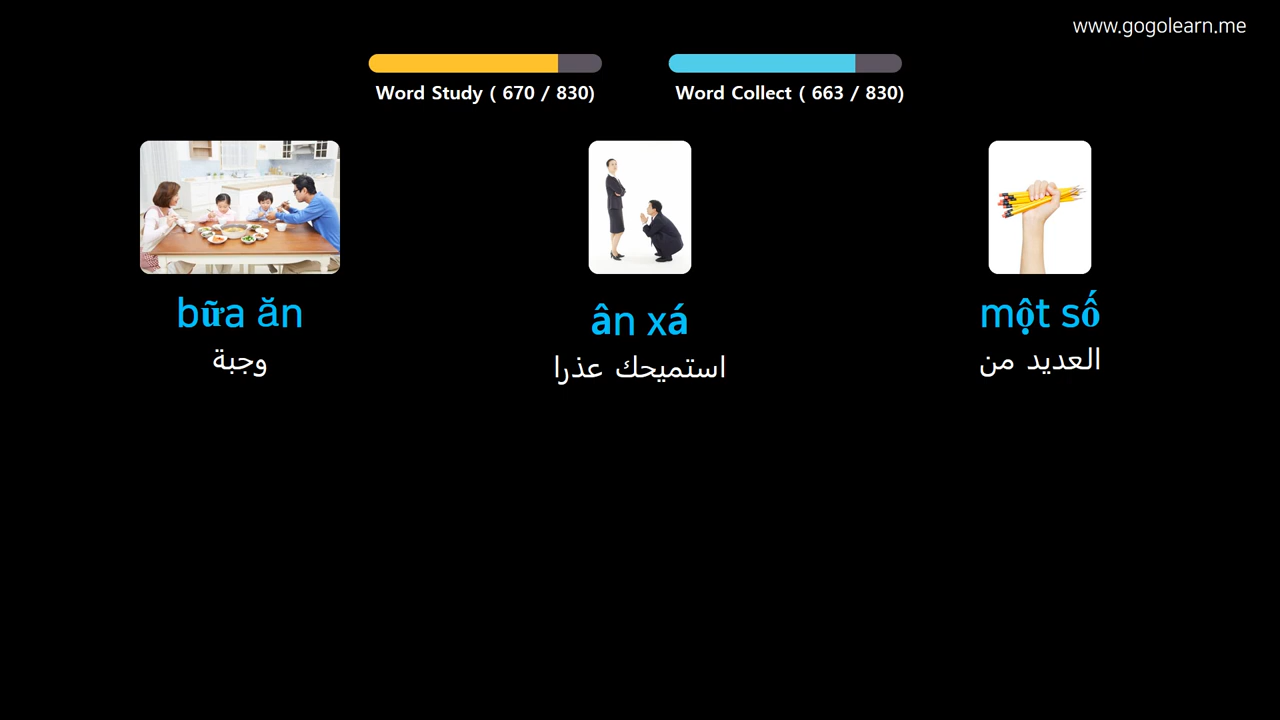 www.gogolearn.me
Word Study ( 670 / 830)
Word Collect ( 663 / 830)
bữa ăn
ân xá
một số
وجبة
استميحك عذرا
العديد من